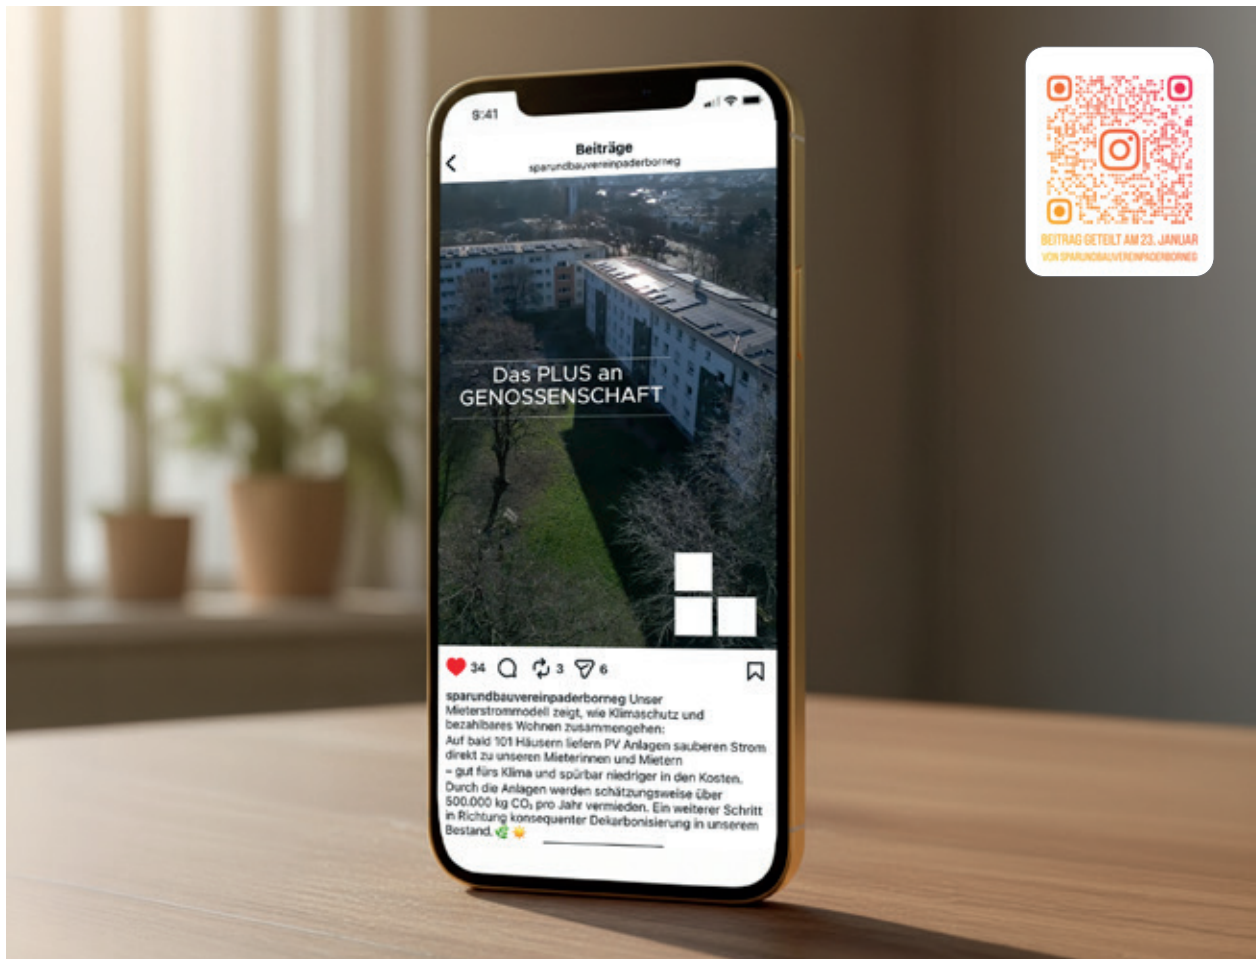 9:41
Beiträge
sparundbauvereinpaderborneg
Das PLUS an
GENOSSENSCHAFT
34
3
6
sparundbauvereinpaderborneg Unser
Mieterstrommodell zeigt, wie Klimaschutz und
bezahlbares Wohnen zusammengehen:
Auf bald 101 Häusern liefern PV Anlagen sauberen Strom
direkt zu unseren Mieterinnen und Mietern
– gut fürs Klima und spürbar niedriger in den Kosten.
Durch die Anlagen werden schätzungsweise über
500.000 kg CO₂ pro Jahr vermieden. Ein weiterer Schritt
in Richtung konsequenter Dekarbonisierung in unserem
Bestand. 🌿 ☀️
BEITRAG GETEILT AM 23. JANUAR
VON SPARUNDBAUVEREINPADERBORNEG